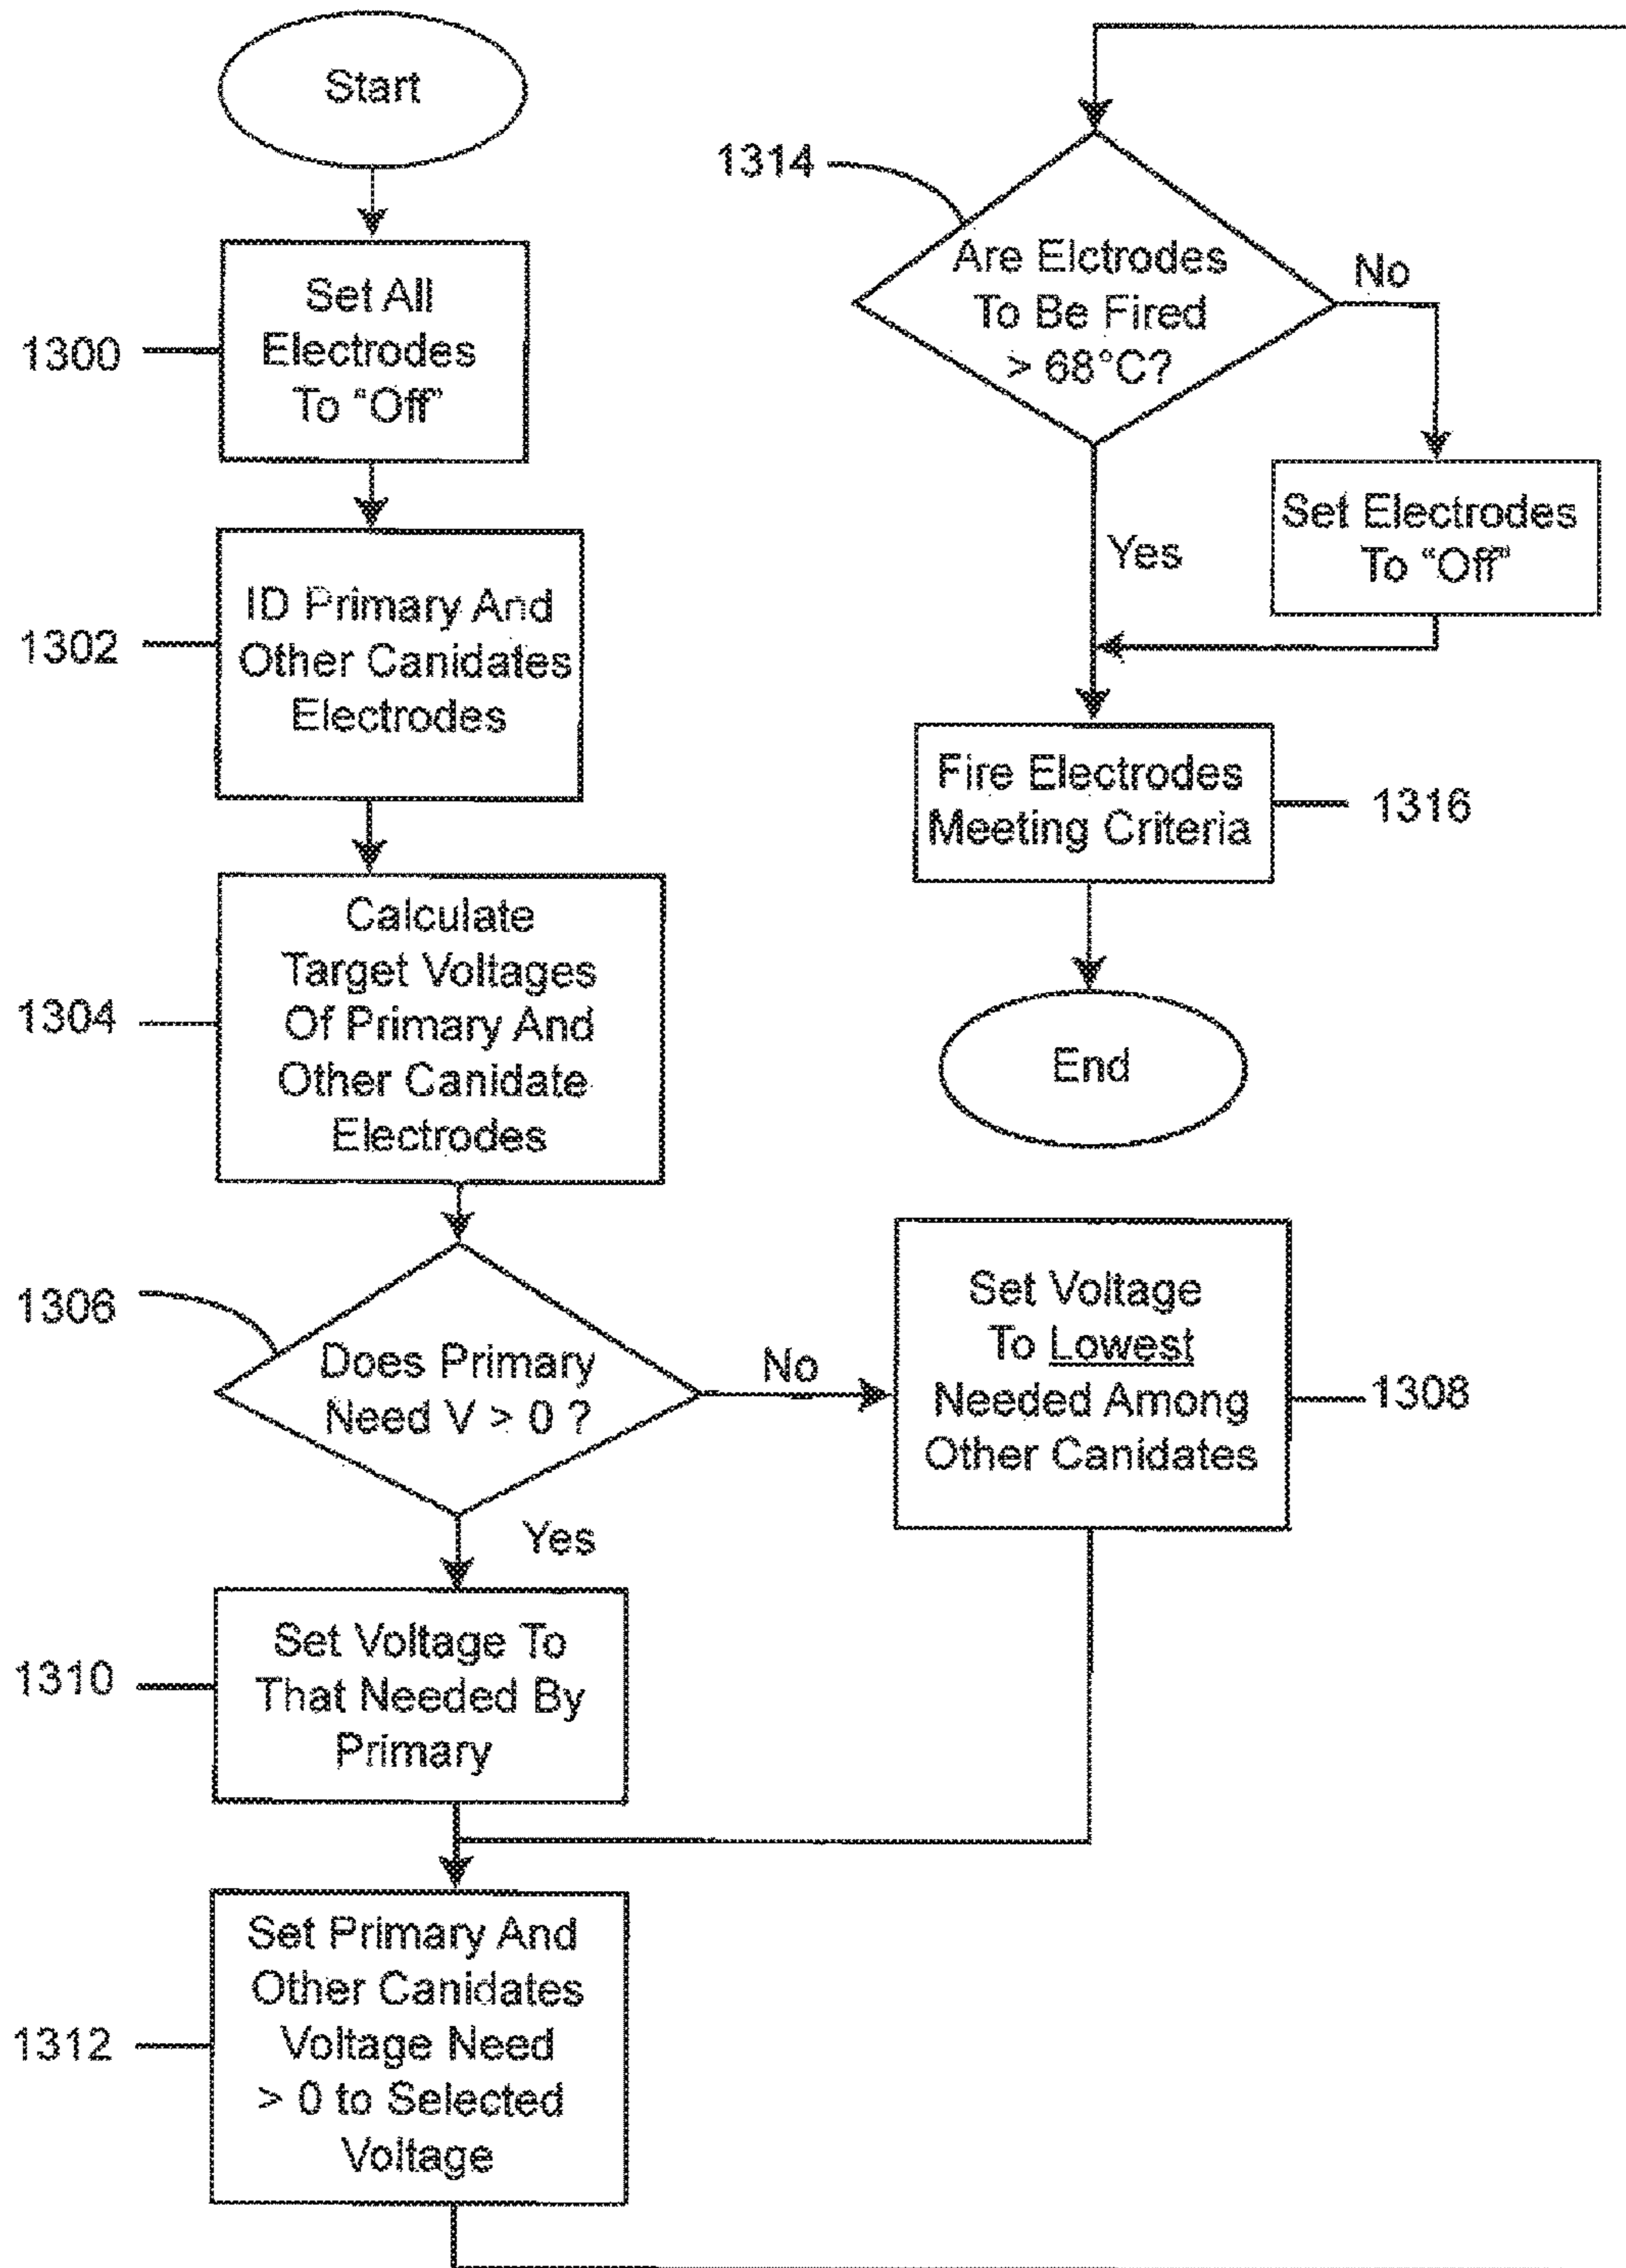 Start
1300
Set All
Electrodes
To "Off"
1302
ID Primary And
Other Canidates
Electrodes
1304
Calculate
Target Voltages
Of Primary And
Other Canidate
Electrodes
1306
Does Primary
Need V > 0 ?
No
Yes
Set Voltage
To Lowest
Needed Among
Other Canidates
1308
1310
Set Voltage To
That Needed By
Primary
1312
Set Primary And
Other Canidates
Voltage Need
> 0 to Selected
Voltage
1314
Are Elctrodes
To Be Fired
> 68°C?
No
Yes
Set Electrodes
To "Off"
Fire Electrodes
Meeting Criteria
1316
End